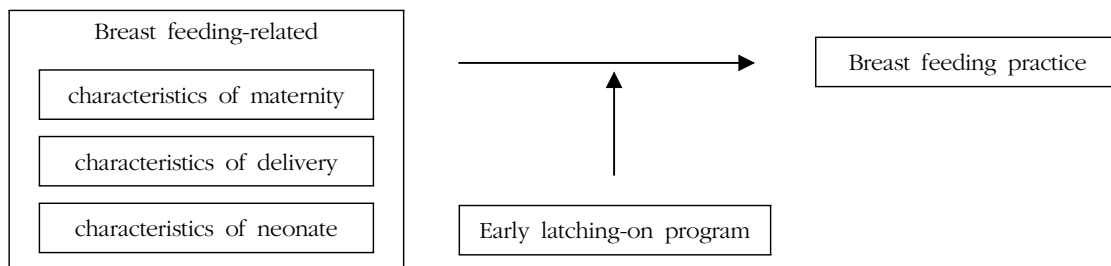 Breast feeding-related
characteristics of maternity
characteristics of delivery
characteristics of neonate
Breast feeding practice
Early latching-on program